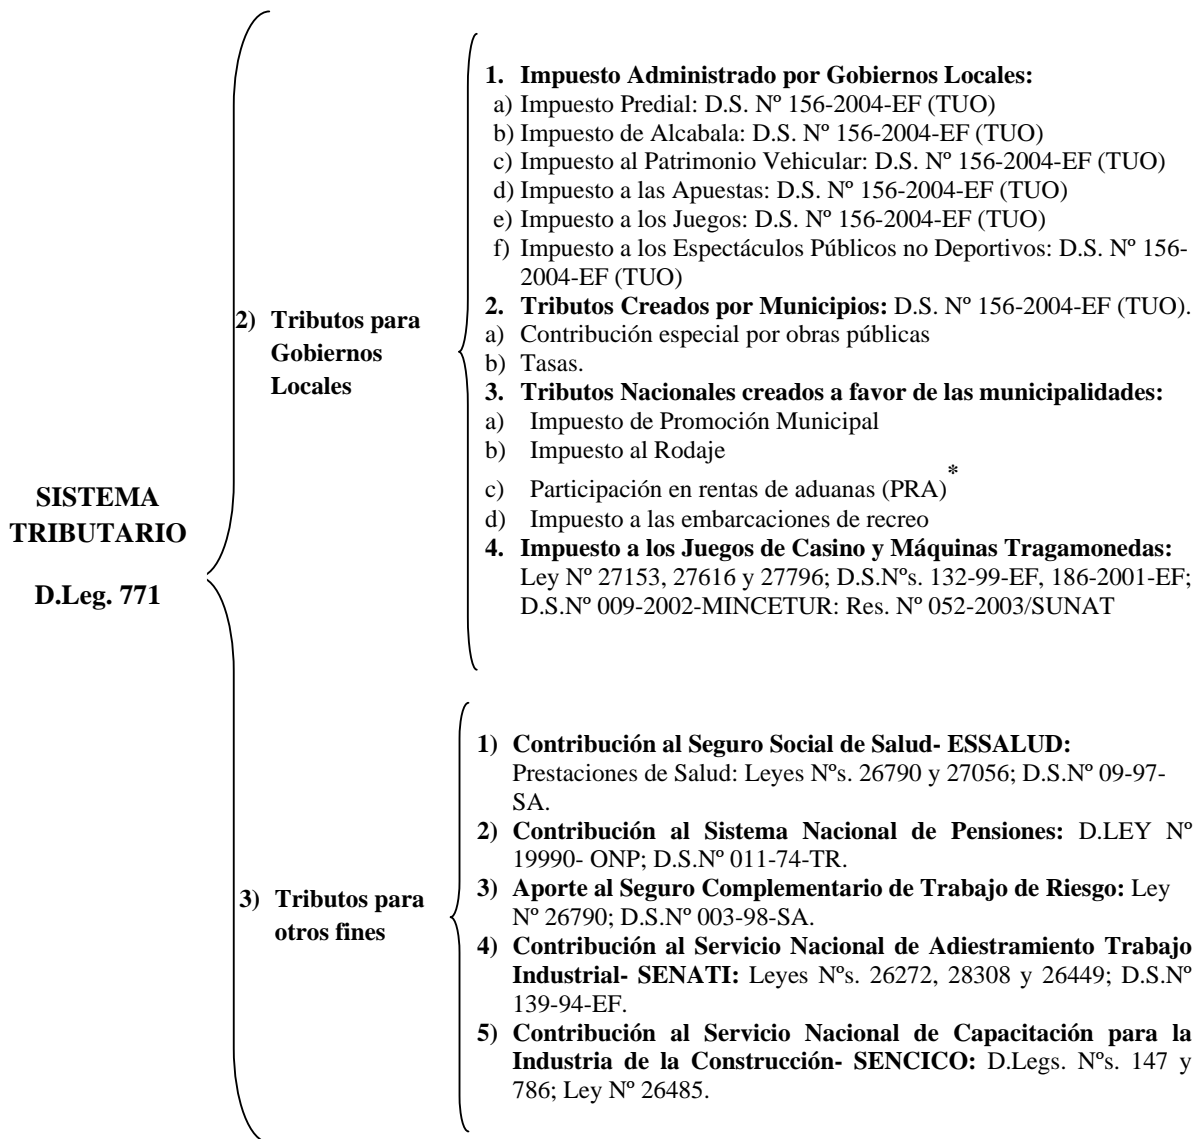 SISTEMA
TRIBUTARIO
D.Leg. 771
2) Tributos para
Gobiernos
Locales
1. Impuesto Administrado por Gobiernos Locales:
a) Impuesto Predial: D.S. Nº 156-2004-EF (TUO)
b) Impuesto de Alcabala: D.S. Nº 156-2004-EF (TUO)
c) Impuesto al Patrimonio Vehicular: D.S. Nº 156-2004-EF (TUO)
d) Impuesto a las Apuestas: D.S. Nº 156-2004-EF (TUO)
e) Impuesto a los Juegos: D.S. Nº 156-2004-EF (TUO)
f) Impuesto a los Espectáculos Públicos no Deportivos: D.S. Nº 156-
2004-EF (TUO)
2. Tributos Creados por Municipios: D.S. Nº 156-2004-EF (TUO).
a) Contribución especial por obras públicas
b) Tasas.
3. Tributos Nacionales creados a favor de las municipalidades:
a) Impuesto de Promoción Municipal
b) Impuesto al Rodaje
c) Participación en rentas de aduanas (PRA)*
d) Impuesto a las embarcaciones de recreo
4. Impuesto a los Juegos de Casino y Máquinas Tragamonedas:
Ley Nº 27153, 27616 y 27796; D.S.Nºs. 132-99-EF, 186-2001-EF;
D.S.Nº 009-2002-MINCETUR: Res. Nº 052-2003/SUNAT
3) Tributos para
otros fines
1) Contribución al Seguro Social de Salud- ESSALUD:
Prestaciones de Salud: Leyes Nºs. 26790 y 27056; D.S.Nº 09-97-
SA.
2) Contribución al Sistema Nacional de Pensiones: D.LEY Nº
19990- ONP; D.S.Nº 011-74-TR.
3) Aporte al Seguro Complementario de Trabajo de Riesgo: Ley
Nº 26790; D.S.Nº 003-98-SA.
4) Contribución al Servicio Nacional de Adiestramiento Trabajo
Industrial- SENATI: Leyes Nºs. 26272, 28308 y 26449; D.S.Nº
139-94-EF.
5) Contribución al Servicio Nacional de Capacitación para la
Industria de la Construcción- SENCICO: D.Legs. Nºs. 147 y
786; Ley Nº 26485.